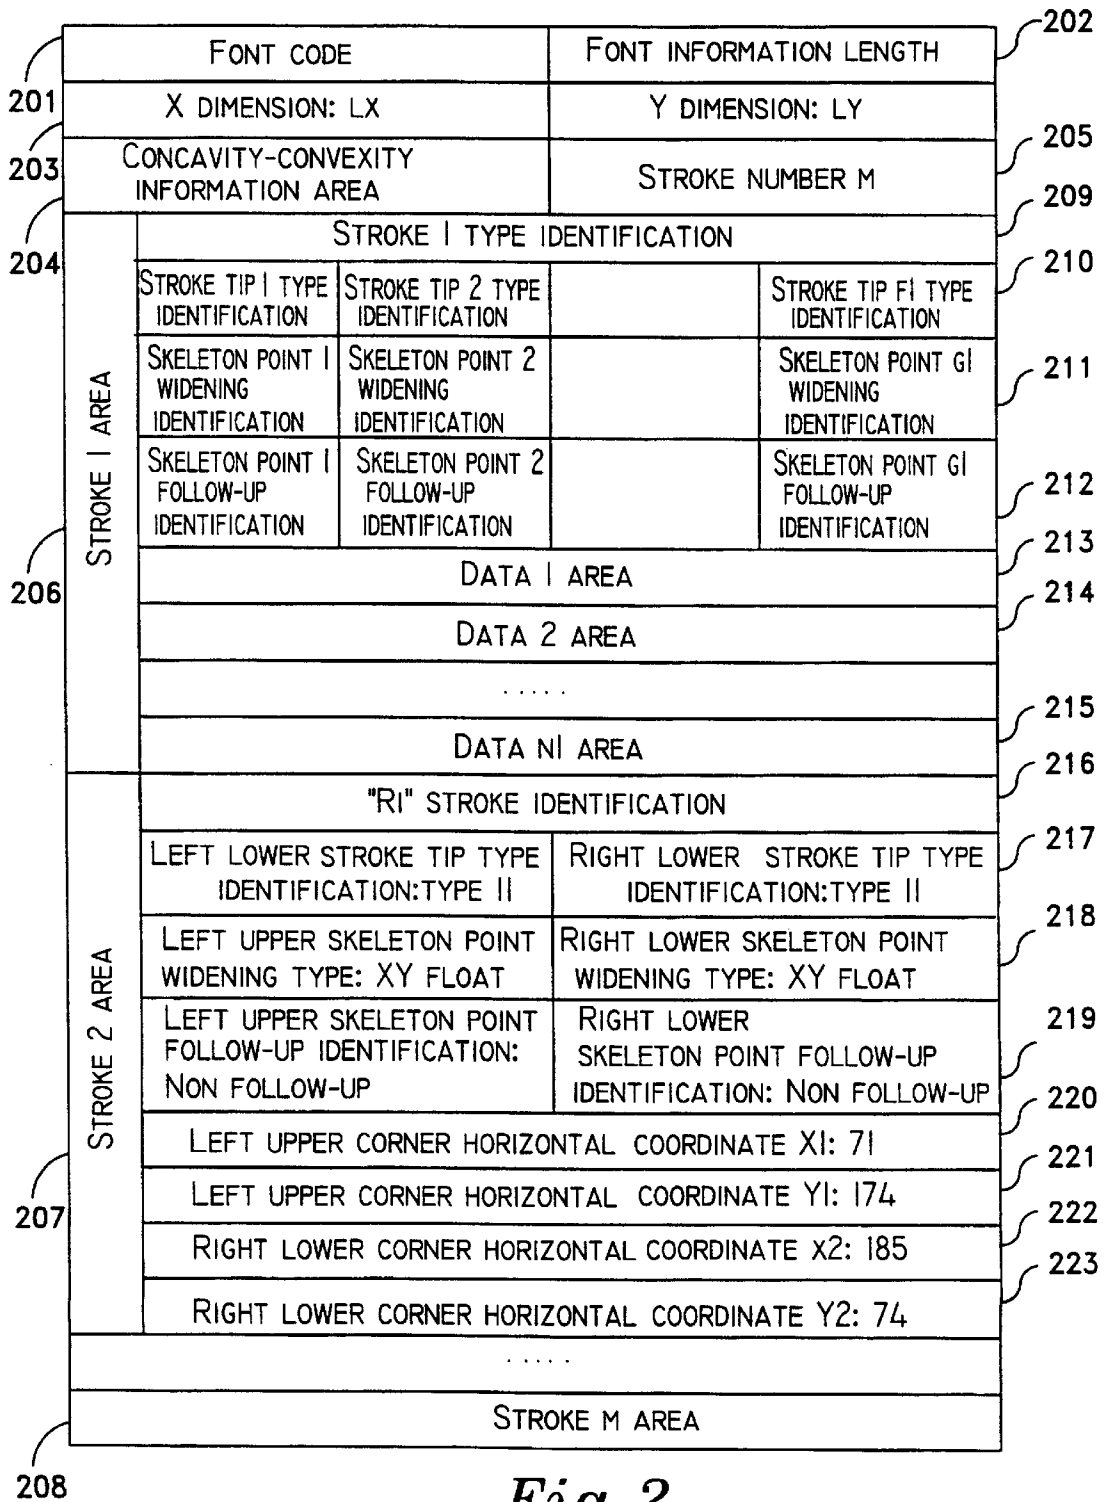 FONT CODE
FONT INFORMATION LENGTH
202
201
X DIMENSION: LX
Y DIMENSION: LY
203
CONCAVITY-CONVEXITY
INFORMATION AREA
STROKE NUMBER M
205
204
STROKE 1 TYPE IDENTIFICATION
209
STROKE TIP 1 TYPE
IDENTIFICATION
STROKE TIP 2 TYPE
IDENTIFICATION
STROKE TIP F1 TYPE
IDENTIFICATION
210
SKELETON POINT 1
WIDENING
IDENTIFICATION
SKELETON POINT 2
WIDENING
IDENTIFICATION
SKELETON POINT G1
WIDENING
IDENTIFICATION
211
STROKE 1 AREA
SKELETON POINT 1
FOLLOW-UP
IDENTIFICATION
SKELETON POINT 2
FOLLOW-UP
IDENTIFICATION
SKELETON POINT G1
FOLLOW-UP
IDENTIFICATION
212
206
DATA 1 AREA
213
DATA 2 AREA
214
. . . . .
DATA N1 AREA
215
"RI" STROKE IDENTIFICATION
216
LEFT LOWER STROKE TIP TYPE
IDENTIFICATION:TYPE 11
RIGHT LOWER STROKE TIP TYPE
IDENTIFICATION:TYPE 11
217
LEFT UPPER SKELETON POINT
WIDENING TYPE: XY FLOAT
RIGHT LOWER SKELETON POINT
WIDENING TYPE: XY FLOAT
218
STROKE 2 AREA
LEFT UPPER SKELETON POINT
FOLLOW-UP IDENTIFICATION:
NON FOLLOW-UP
RIGHT LOWER
SKELETON POINT FOLLOW-UP
IDENTIFICATION: NON FOLLOW-UP
219
LEFT UPPER CORNER HORIZONTAL COORDINATE X1: 71
220
LEFT UPPER CORNER HORIZONTAL COORDINATE Y1: 174
221
207
RIGHT LOWER CORNER HORIZONTAL COORDINATE X2: 185
222
RIGHT LOWER CORNER HORIZONTAL COORDINATE Y2: 74
223
. . . . .
STROKE M AREA
208
Fig. 2